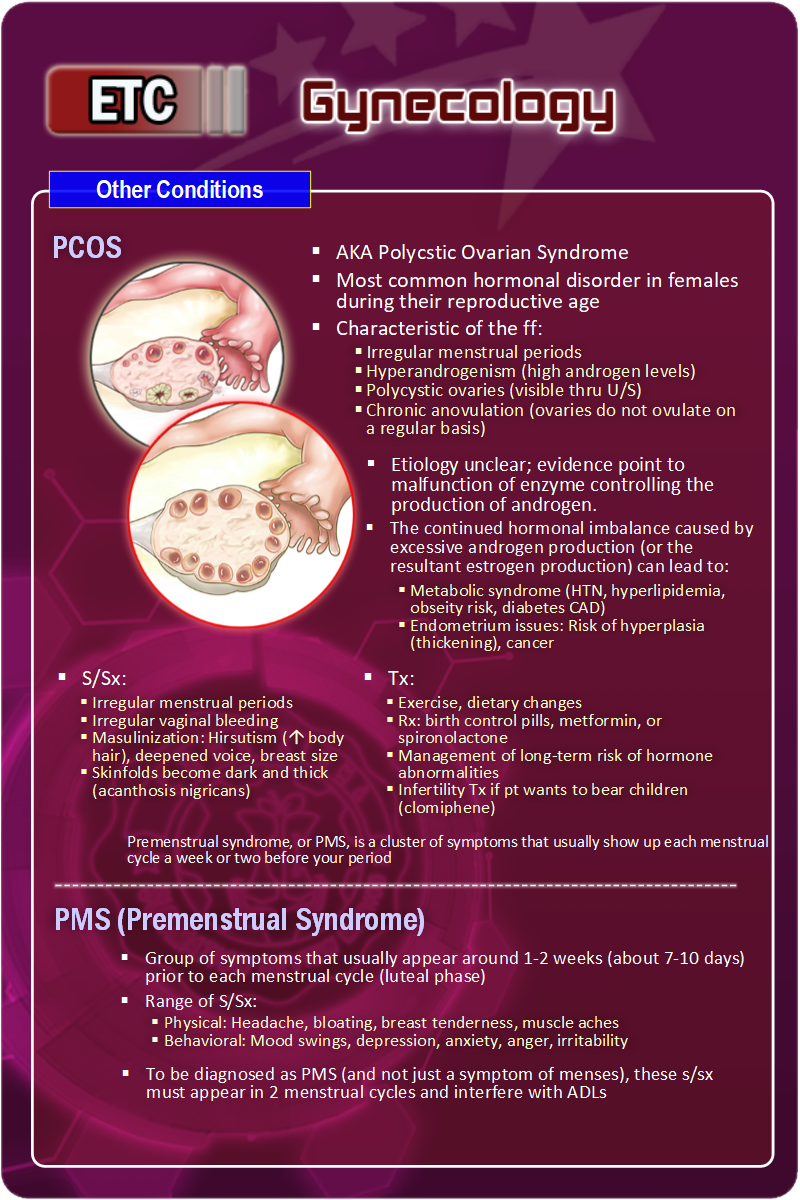 ETC
Gynecology
Other Conditions
PCOS
▪ AKA Polycstic Ovarian Syndrome
▪ Most common hormonal disorder in females
during their reproductive age
▪ Characteristic of the ff:
▪ Irregular menstrual periods
▪ Hyperandrogenism (high androgen levels)
▪ Polycystic ovaries (visible thru U/S)
▪ Chronic anovulation (ovaries do not ovulate on
a regular basis)
▪ Etiology unclear; evidence point to
malfunction of enzyme controlling the
production of androgen.
▪ The continued hormonal imbalance caused by
excessive androgen production (or the
resultant estrogen production) can lead to:
▪ Metabolic syndrome (HTN, hyperlipidemia,
obseity risk, diabetes CAD)
▪ Endometrium issues: Risk of hyperplasia
(thickening), cancer
▪ S/Sx:
▪ Irregular menstrual periods
▪ Irregular vaginal bleeding
▪ Masulinization: Hirsutism (↑ body
hair), deepened voice, breast size
▪ Skinfolds become dark and thick
(acanthosis nigricans)
▪ Tx:
▪ Exercise, dietary changes
▪ Rx: birth control pills, metformin, or
spironolactone
▪ Management of long-term risk of hormone
abnormalities
▪ Infertility Tx if pt wants to bear children
(clomiphene)
Premenstrual syndrome, or PMS, is a cluster of symptoms that usually show up each menstrual
cycle a week or two before your period
PMS (Premenstrual Syndrome)
▪ Group of symptoms that usually appear around 1-2 weeks (about 7-10 days)
prior to each menstrual cycle (luteal phase)
▪ Range of S/Sx:
▪ Physical: Headache, bloating, breast tenderness, muscle aches
▪ Behavioral: Mood swings, depression, anxiety, anger, irritability
▪ To be diagnosed as PMS (and not just a symptom of menses), these s/sx
must appear in 2 menstrual cycles and interfere with ADLs